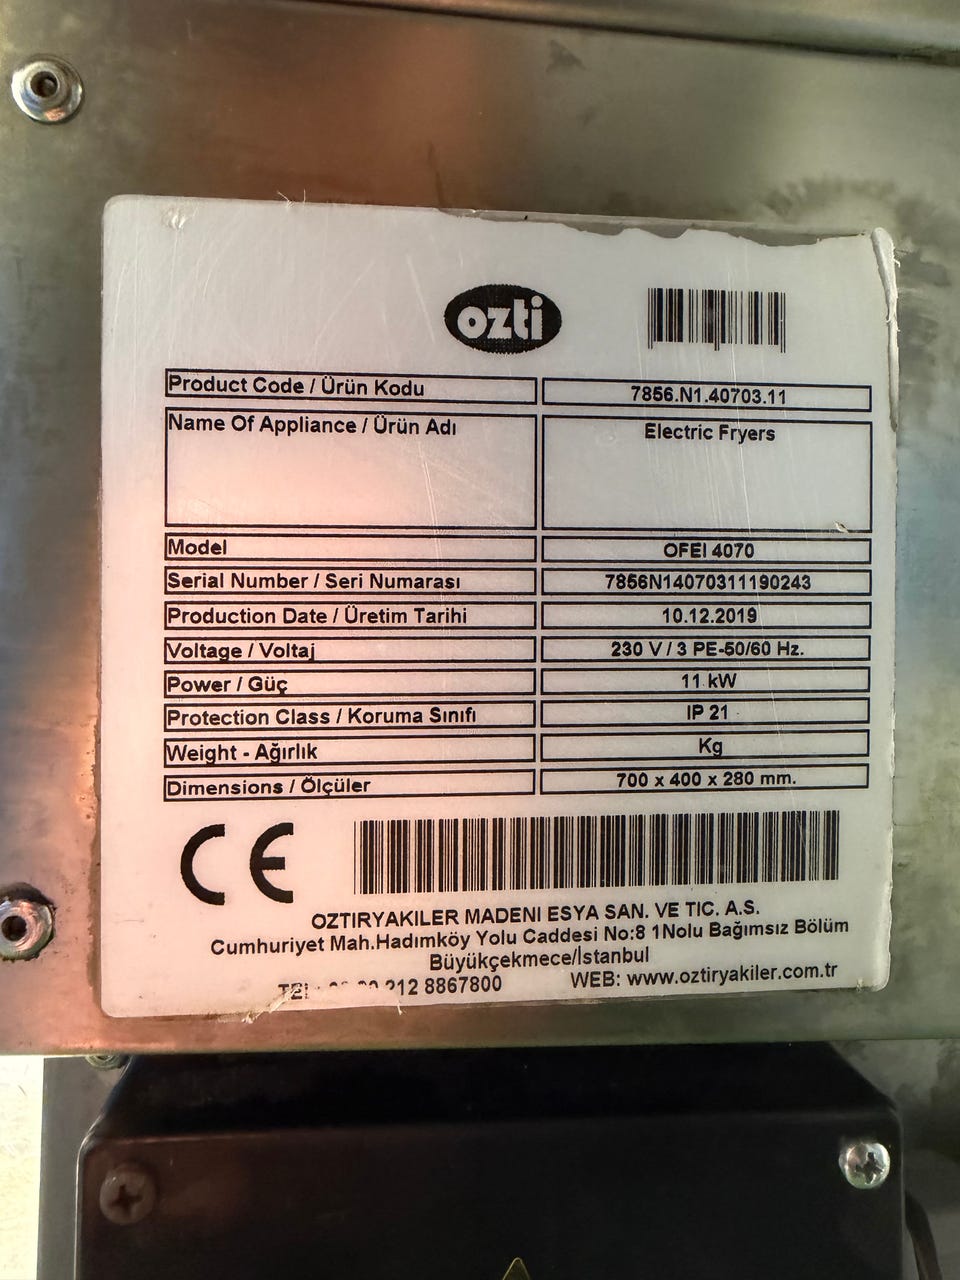 ozti
Product Code / Ürün Kodu 7856.N1.40703.11
Name Of Appliance / Ürün Adı Electric Fryers
Model OFEI 4070
Serial Number / Seri Numarası 7856N14070311190243
Production Date / Üretim Tarihi 10.12.2019
Voltage / Voltaj 230 V / 3 PE-50/60 Hz.
Power / Güç 11 kW
Protection Class / Koruma Sınıfı IP 21
Weight - Ağırlık Kg
Dimensions / Ölçüler 700 x 400 x 280 mm.
CE
OZTIRYAKILER MADENI ESYA SAN. VE TIC. A.S.
Cumhuriyet Mah.Hadımköy Yolu Caddesi No:8 1Nolu Bağımsız Bölüm
Büyükçekmece/İstanbul
212 8867800 WEB: www.oztiryakiler.com.tr